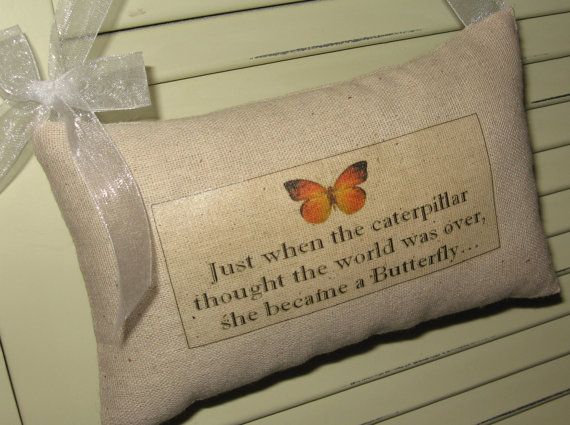 Just when the caterpillar
thought the world was over,
she became a Butterfly...